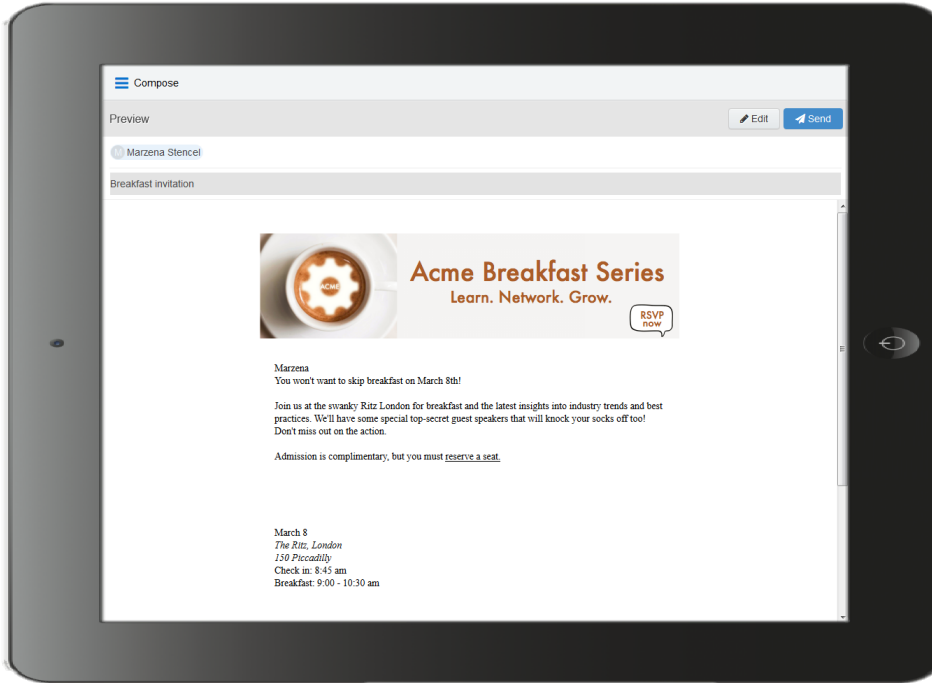 Compose
Preview
Edit
Send
M
Marzena Stencel
Breakfast invitation
ACME
Acme Breakfast Series
Learn. Network. Grow.
RSVP
now
Marzena
You won't want to skip breakfast on March 8th!
Join us at the swanky Ritz London for breakfast and the latest insights into industry trends and best
practices. We'll have some special top-secret guest speakers that will knock your socks off too!
Don't miss out on the action.
Admission is complimentary, but you must reserve a seat.
March 8
The Ritz, London
150 Piccadilly
Check in: 8:45 am
Breakfast: 9:00 - 10:30 am